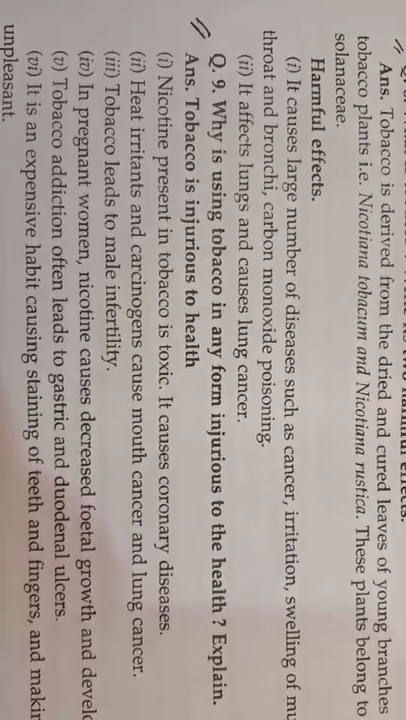 its two harmful effects.
Ans. Tobacco is derived from the dried and cured leaves of young branches
tobacco plants i.e. Nicotiana tobacum and Nicotiana rustica. These plants belong to
solanaceae.
Harmful effects.
(i) It causes large number of diseases such as cancer, irritation, swelling of mu
throat and bronchi, carbon monoxide poisoning.
(ii) It affects lungs and causes lung cancer.
Q. 9. Why is using tobacco in any form injurious to the health ? Explain.
Ans. Tobacco is injurious to health
(i) Nicotine present in tobacco is toxic. It causes coronary diseases.
(ii) Heat irritants and carcinogens cause mouth cancer and lung cancer.
(iii) Tobacco leads to male infertility.
(iv) In pregnant women, nicotine causes decreased foetal growth and develo
(v) Tobacco addiction often leads to gastric and duodenal ulcers.
(vi) It is an expensive habit causing staining of teeth and fingers, and makin
unpleasant.